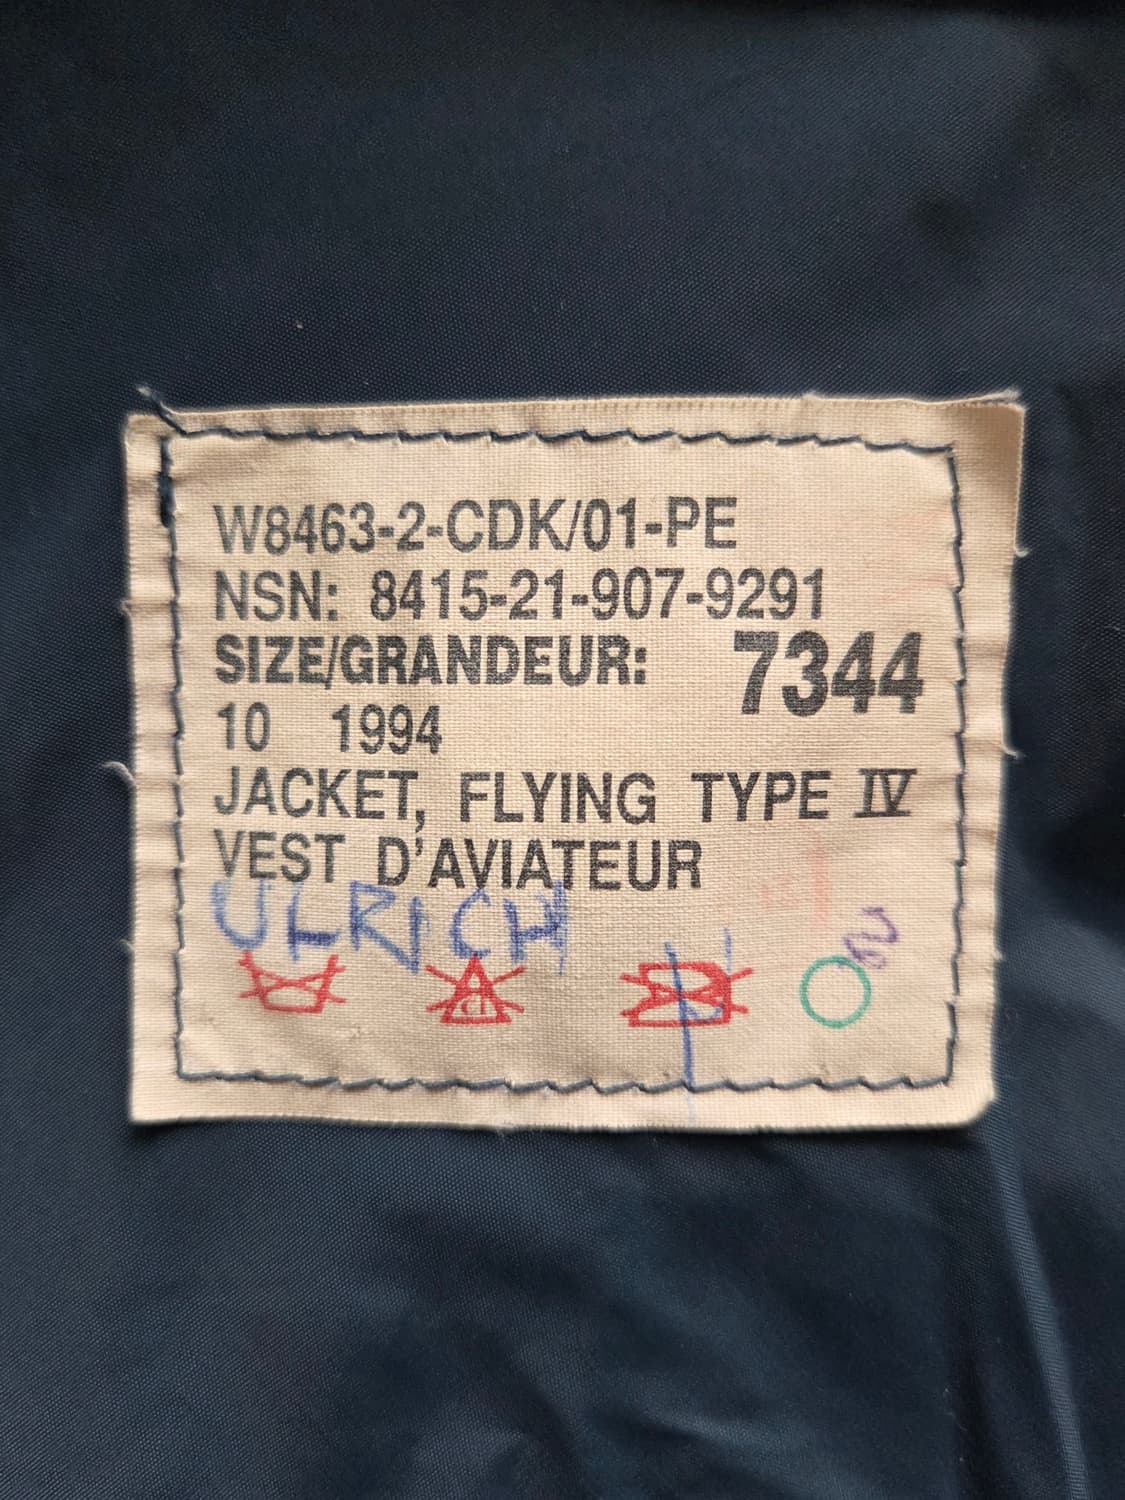 W8463-2-CDK/01-PE
NSN: 8415-21-907-9291
SIZE/GRANDEUR: 7344
10 1994
JACKET, FLYING TYPE IV
VEST D'AVIATEUR
ULRICH